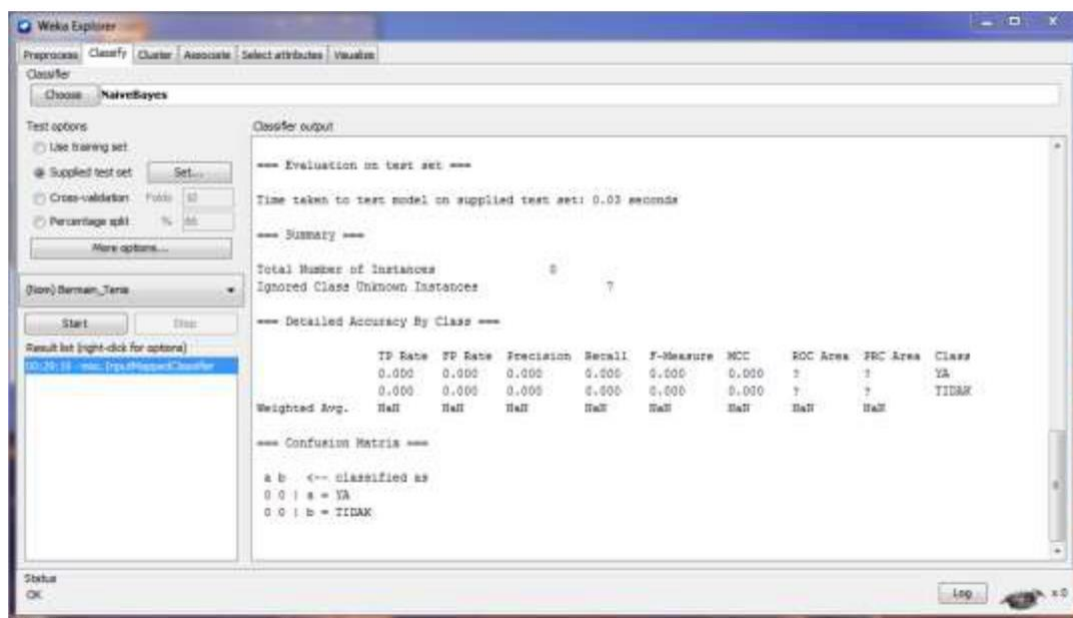 Weka Explorer
Preprocess Classify Cluster Associate Select attributes Visualize
Classifier
Choose NaiveBayes
Test options
Use training set
Supplied test set Set...
Cross-validation Folds 10
Percentage split % 66
More options...
(Nom) Bermain_Tenis
Start Stop
Result list (right-click for options)
00:29:16 - misc.InputMappedClassifier
Classifier output
=== Evaluation on test set ===
Time taken to test model on supplied test set: 0.03 seconds
=== Summary ===
Total Number of Instances 0
Ignored Class Unknown Instances 7
=== Detailed Accuracy By Class ===
TP Rate FP Rate Precision Recall F-Measure MCC ROC Area PRC Area Class
0.000 0.000 0.000 0.000 0.000 0.000 ? ? YA
0.000 0.000 0.000 0.000 0.000 0.000 ? ? TIDAK
Weighted Avg. NaN NaN NaN NaN NaN NaN NaN NaN
=== Confusion Matrix ===
a b <-- classified as
0 0 | a = YA
0 0 | b = TIDAK
Status
OK
Log x 0